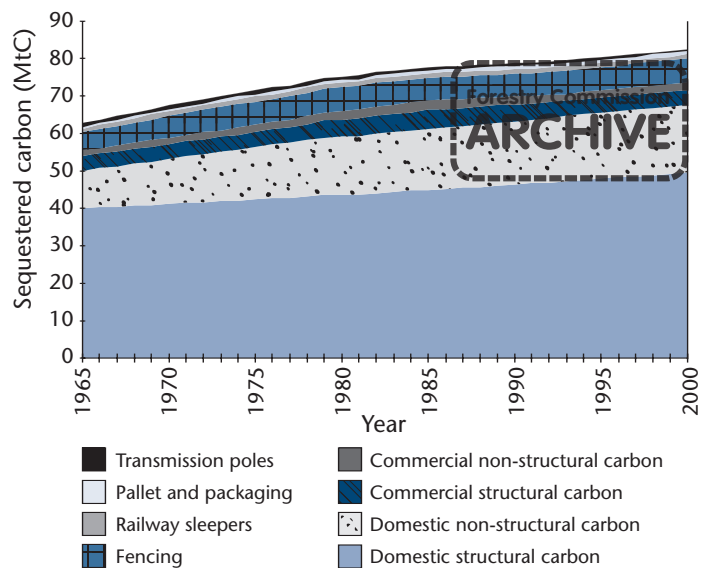 90
80
70
60
50
40
30
20
10
0
Sequestered carbon (MtC)
Forestry Commission
ARCHIVE
1965
1970
1975
1980
1985
1990
1995
2000
Year
Transmission poles
Pallet and packaging
Railway sleepers
Fencing
Commercial non-structural carbon
Commercial structural carbon
Domestic non-structural carbon
Domestic structural carbon